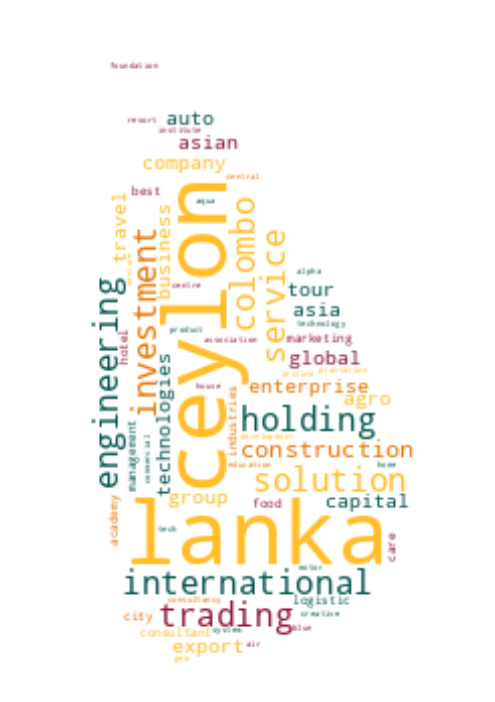 foundation
resort
auto
institute
asian
company
central
best
aqua
travel
business
ceylon
colombo
service
investment
engineering
centre
alpha
tour
asia
technology
product
association
marketing
hotel
global
leisure
plantation
house
enterprise
agro
technologies
industries
holding
management
commercial
development
construction
education
home
solution
group
capital
food
academy
lanka
tech
care
motor
international
consultancy
logistic
creative
city
trading
blue
consultant
system
export
air
gem